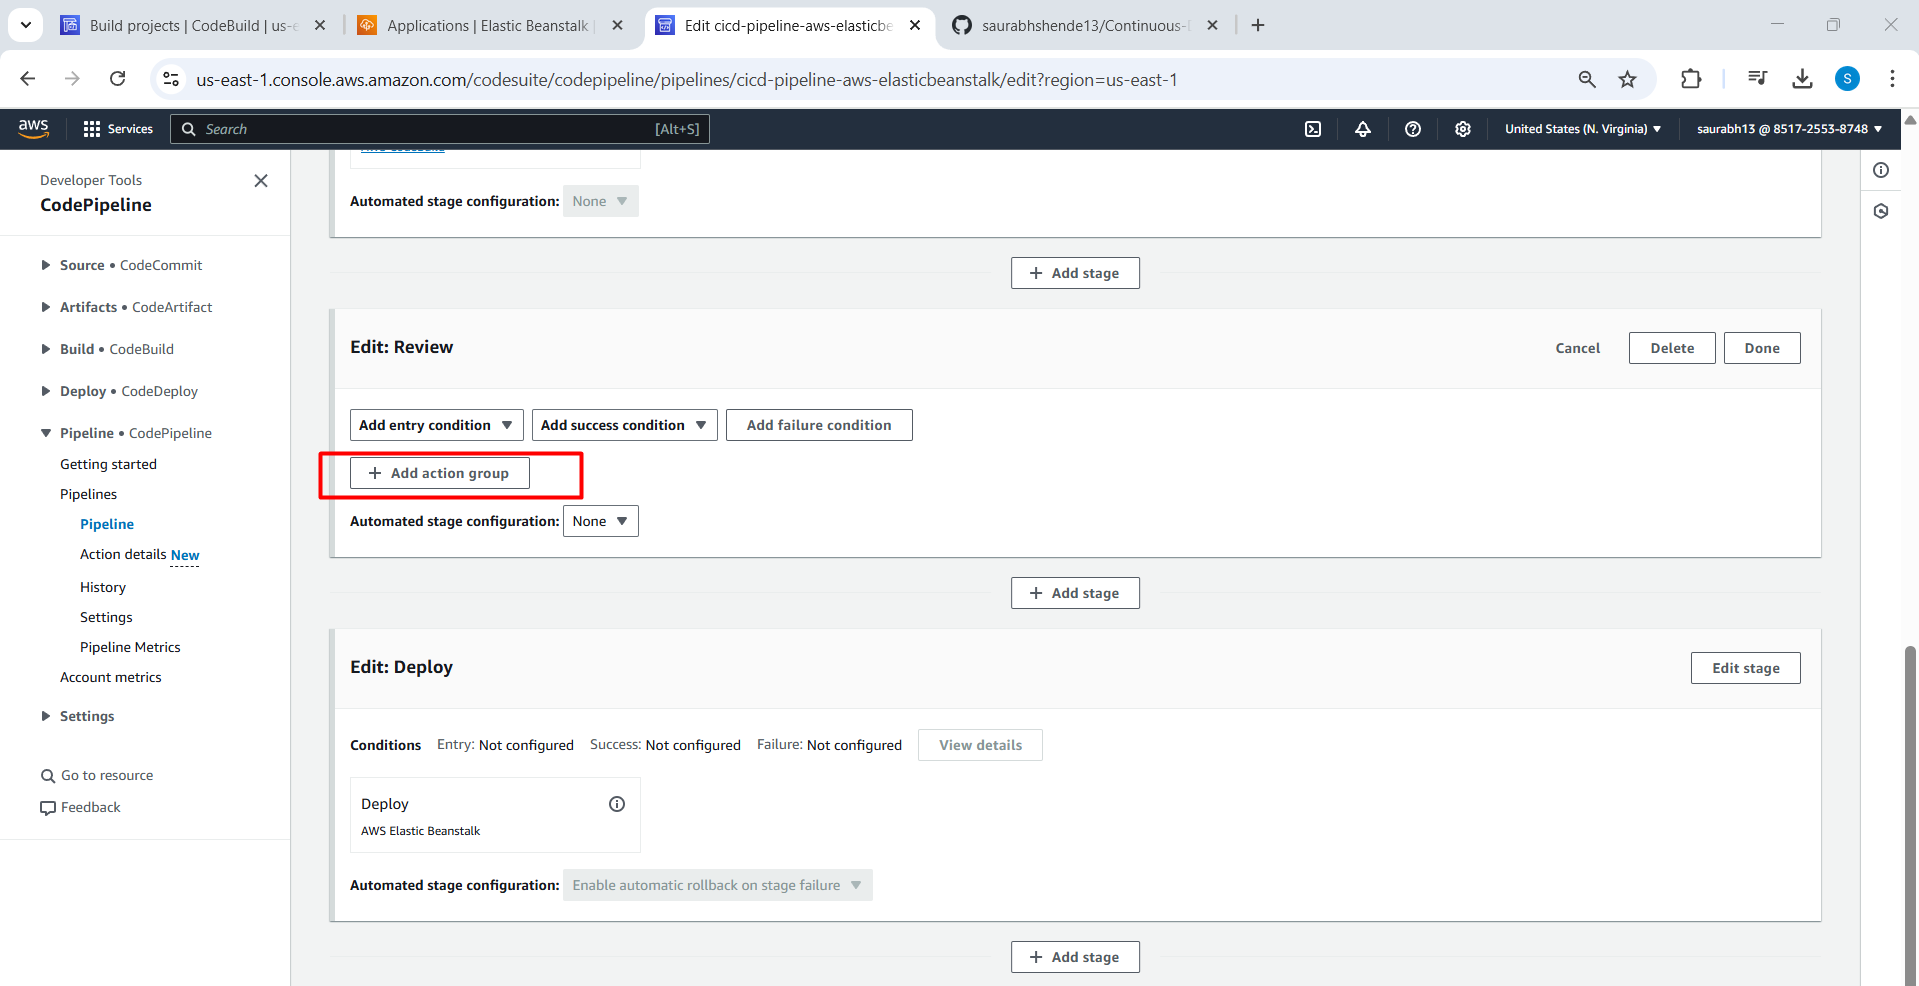 Build projects | CodeBuild | us-e
Applications | Elastic Beanstalk |
Edit cicd-pipeline-aws-elasticbe
saurabhshende13/Continuous-D
us-east-1.console.aws.amazon.com/codesuite/codepipeline/pipelines/cicd-pipeline-aws-elasticbeanstalk/edit?region=us-east-1
S
aws
Services
Search
[Alt+S]
United States (N. Virginia)
saurabh13 @ 8517-2553-8748
Developer Tools
CodePipeline
Source • CodeCommit
Artifacts • CodeArtifact
Build • CodeBuild
Deploy • CodeDeploy
Pipeline • CodePipeline
Getting started
Pipelines
Pipeline
Action details New
History
Settings
Pipeline Metrics
Account metrics
Settings
Go to resource
Feedback
Automated stage configuration: None
+ Add stage
Edit: Review
Cancel
Delete
Done
Add entry condition
Add success condition
Add failure condition
+ Add action group
Automated stage configuration: None
+ Add stage
Edit: Deploy
Edit stage
Conditions Entry: Not configured Success: Not configured Failure: Not configured View details
Deploy
AWS Elastic Beanstalk
Automated stage configuration: Enable automatic rollback on stage failure
+ Add stage